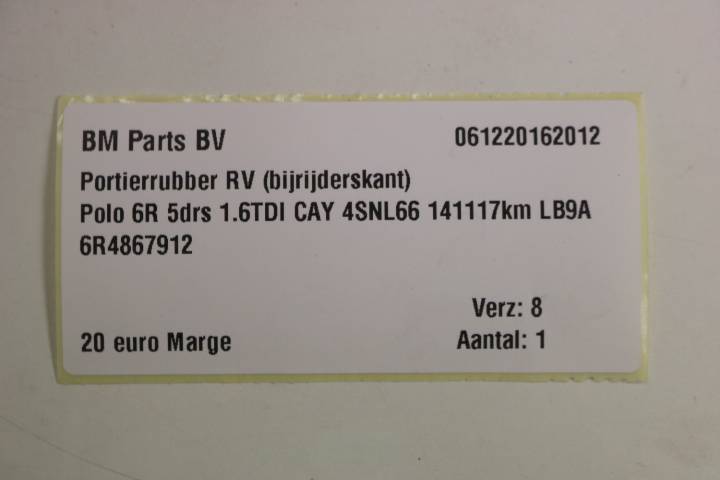 BM Parts BV 061220162012
Portierrubber RV (bijrijderskant)
Polo 6R 5drs 1.6TDI CAY 4SNL66 141117km LB9A
6R4867912
Verz: 8
20 euro Marge Aantal: 1